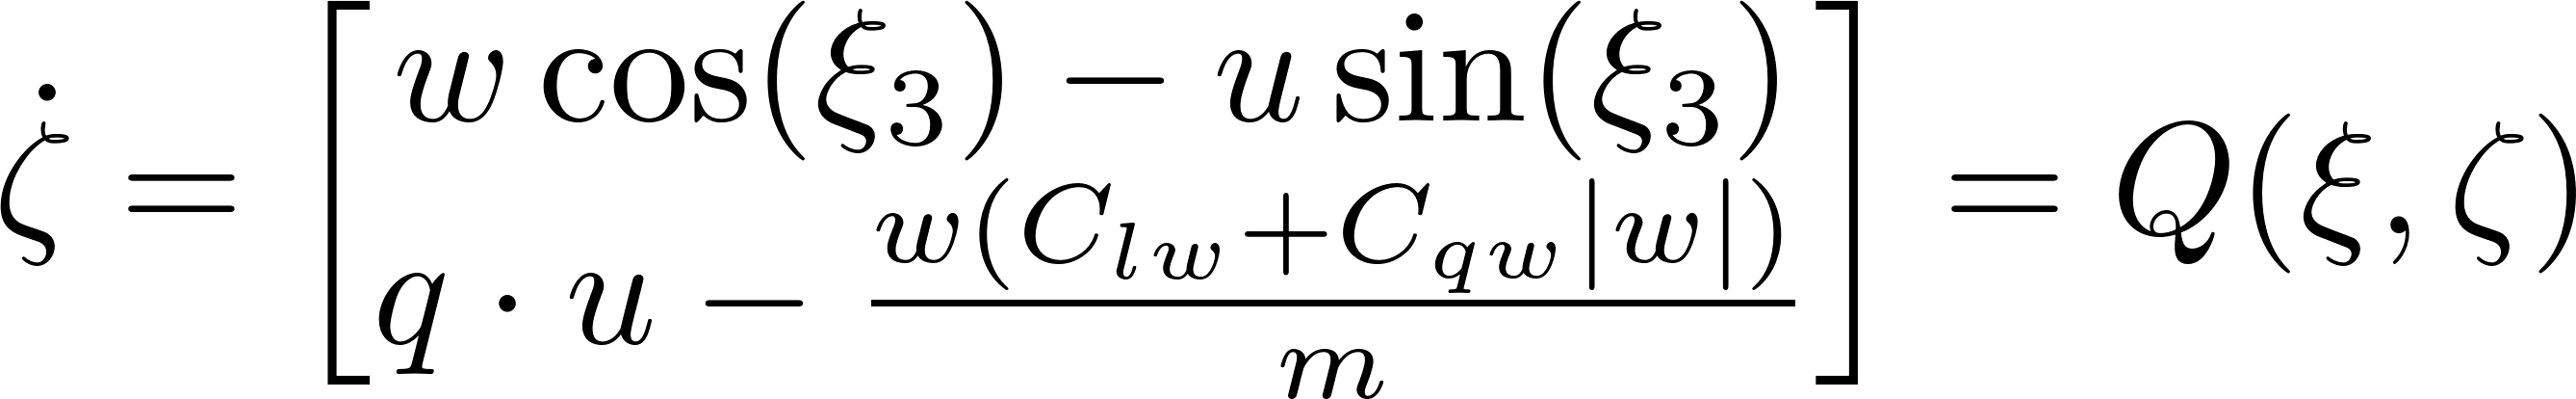 \dot{\zeta} = \begin{bmatrix} w\cos(\xi_3) - u\sin(\xi_3) \\ q \cdot u - \frac{w(C_{lw}+C_{qw}|w|)}{m} \end{bmatrix} = Q(\xi, \zeta)